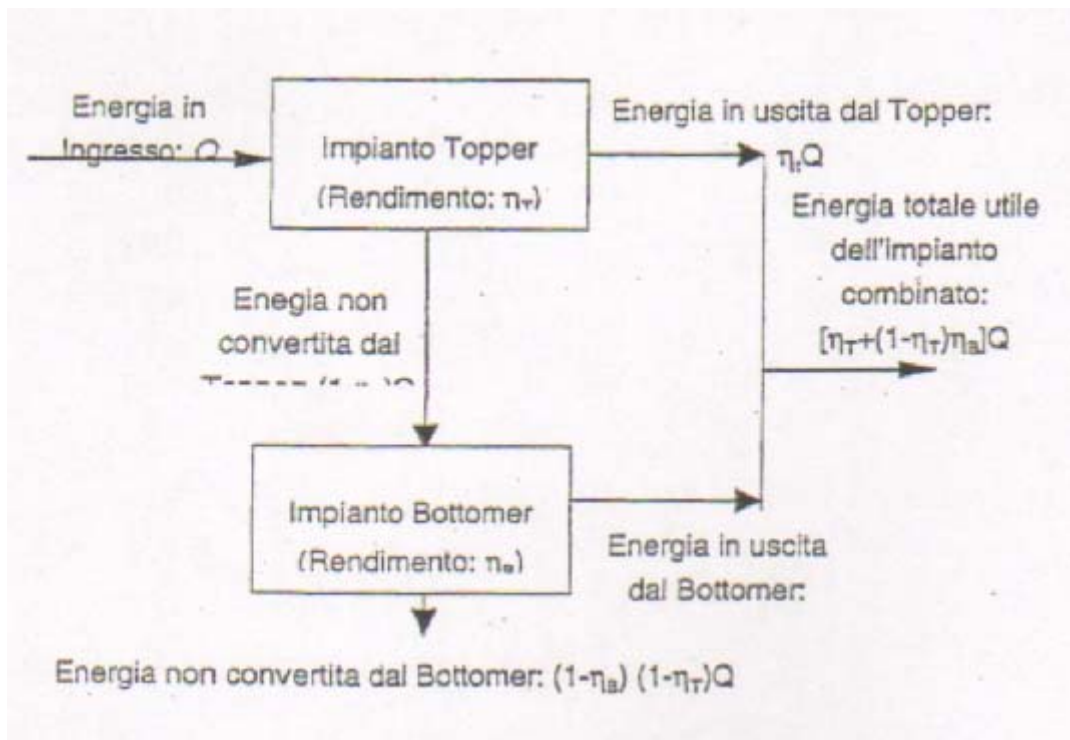 Energia in
Ingresso: Q
Impianto Topper
(Rendimento: ηT)
Energia in uscita dal Topper:
ηtQ
Energia totale utile
dell'impianto
combinato:
[ηT+(1-ηT)ηB]Q
Enegia non
convertita dal
Impianto Bottomer
(Rendimento: ηB)
Energia in uscita
dal Bottomer:
Energia non convertita dal Bottomer: (1-ηB) (1-ηT)Q